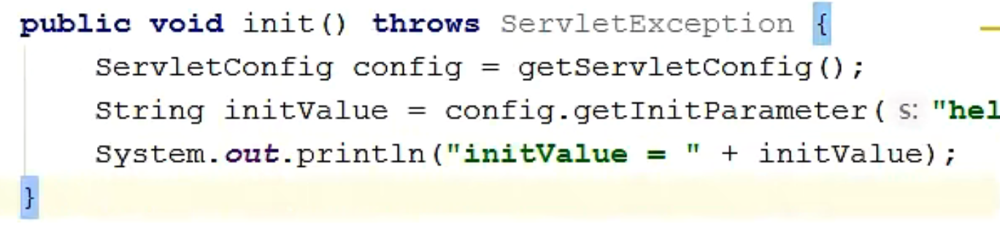 public void init() throws ServletException {
ServletConfig config = getServletConfig();
String initValue = config.getInitParameter( s: "hel
System.out.println("initValue = " + initValue);
}